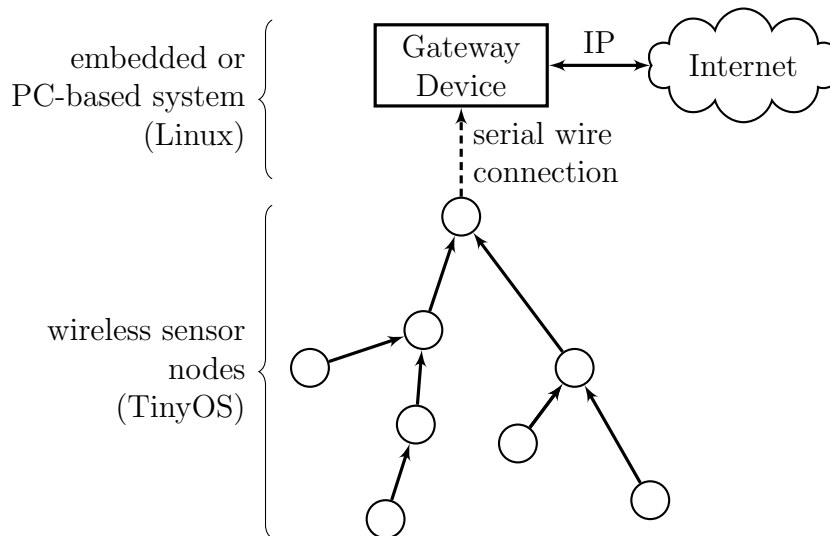 embedded or
PC-based system
(Linux)
Gateway
Device
IP
Internet
serial wire
connection
wireless sensor
nodes
(TinyOS)